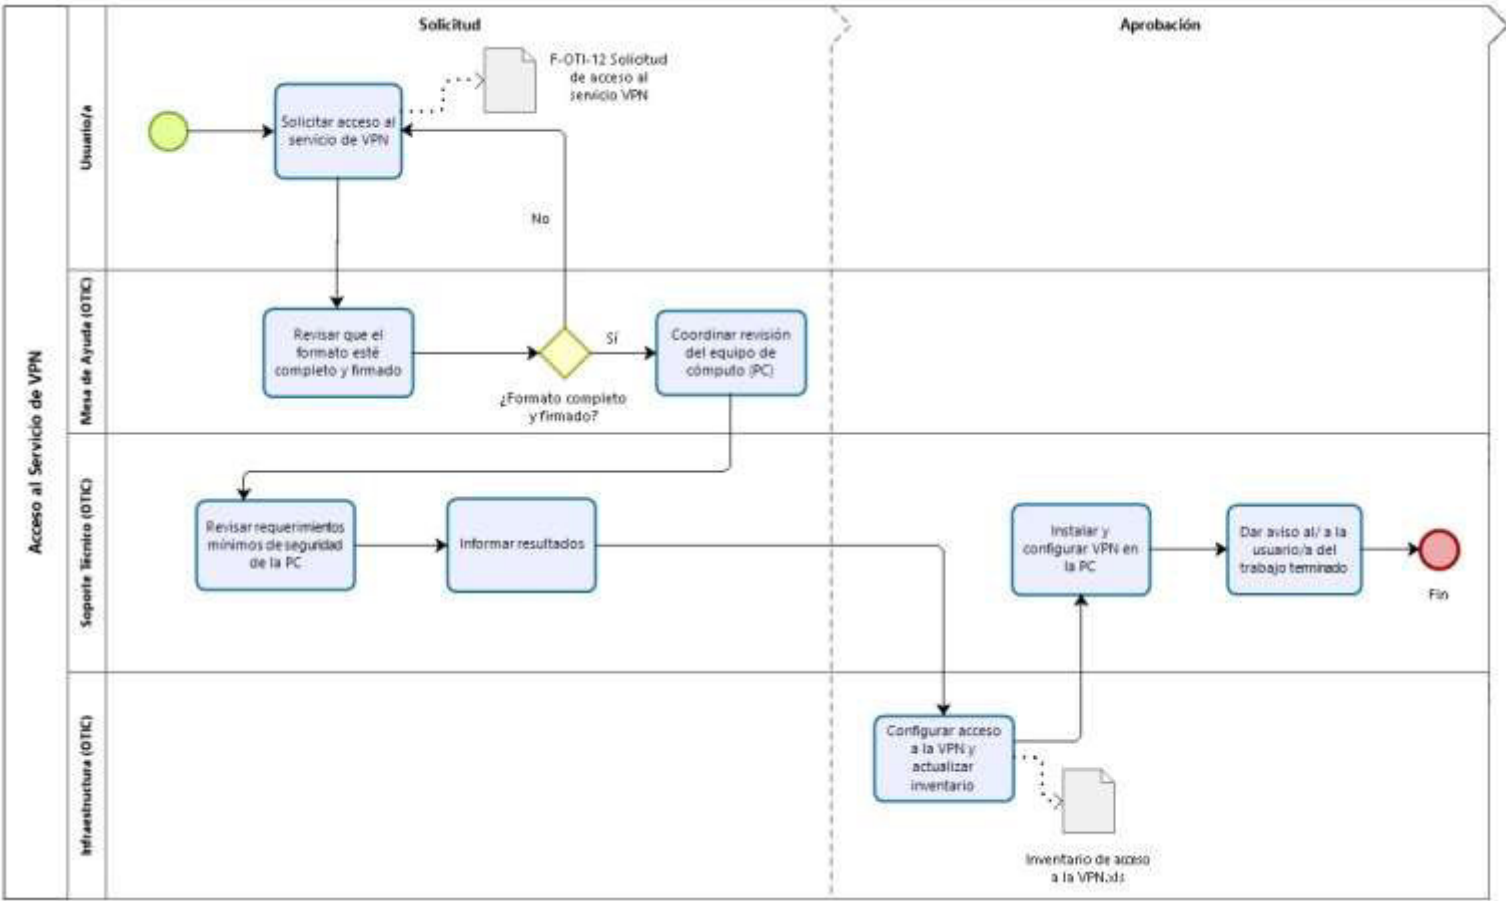 Solicitud
Aprobación
Acceso al Servicio de VPN
Usuario/a
F-OTI-12 Solicitud
de acceso al
servicio VPN
Solicitar acceso al
servicio de VPN
No
Mesa de Ayuda (OTIC)
Revisar que el
formato esté
completo y firmado
¿Formato completo
y firmado?
Sí
Coordinar revisión
del equipo de
cómputo (PC)
Soporte Técnico (OTIC)
Revisar requerimientos
mínimos de seguridad
de la PC
Informar resultados
Instalar y
configurar VPN en
la PC
Dar aviso al/ a la
usuario/a del
trabajo terminado
Fin
Infraestructura (OTIC)
Configurar acceso
a la VPN y
actualizar
inventario
Inventario de acceso
a la VPN.xls